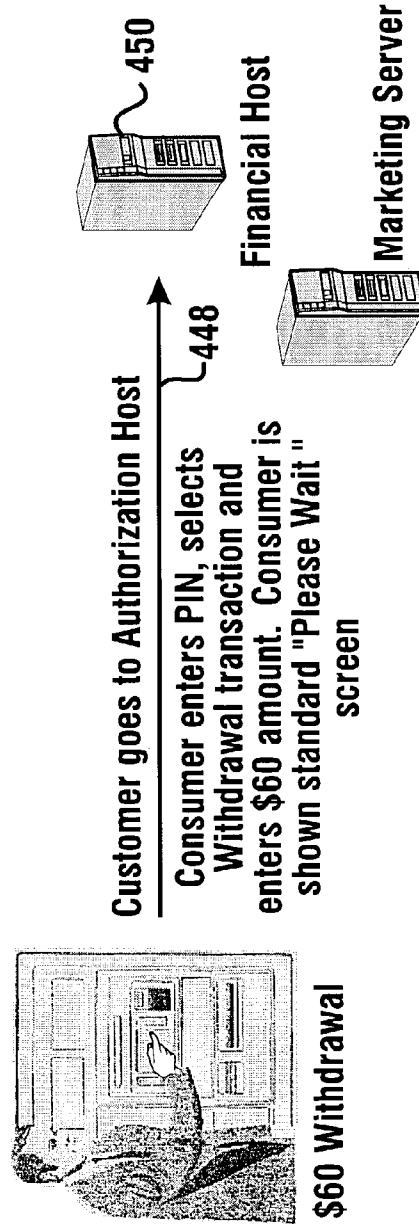 Customer goes to Authorization Host
448
Consumer enters PIN, selects
Withdrawal transaction and
enters $60 amount. Consumer is
shown standard "Please Wait"
screen
$60 Withdrawal
450
Financial Host
Marketing Server